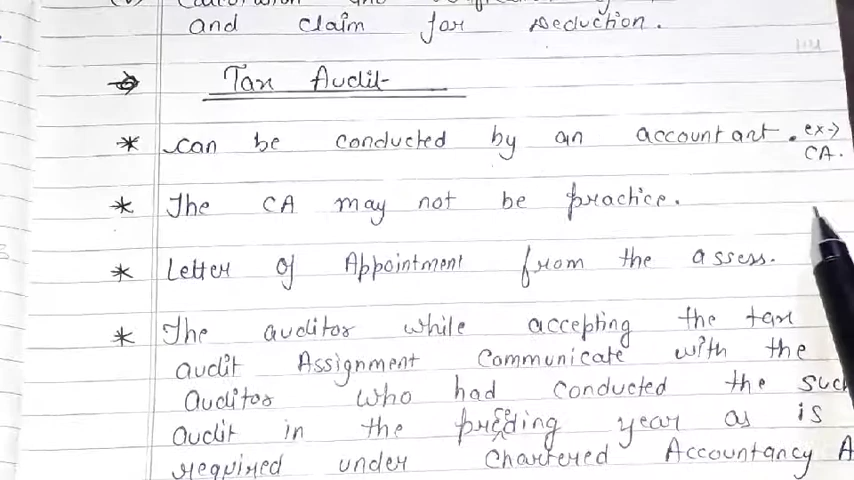 and claim for Deduction.
Tax Audit
* can be conducted by an accountant. ex→
CA.
* The CA may not be practice.
* Letter of Appointment from the assess.
* The auditor while accepting the tax
audit Assignment Communicate with the
Auditor who had conducted the such
audit in the preceding year as is
required under Chartered Accountancy A